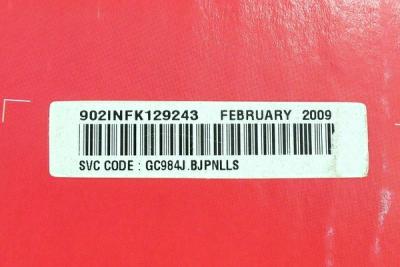 902INFK129243 FEBRUARY 2009
SVC CODE : GC984J.BJPNLLS